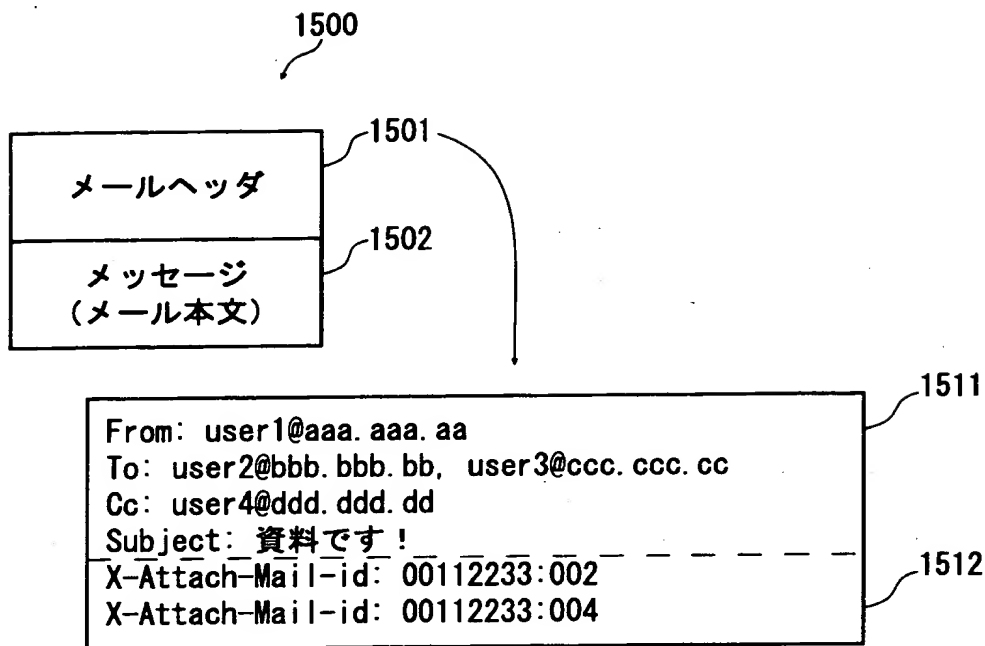 1500
1501
メールヘッダ
1502
メッセージ
(メール本文)
1511
From: user1@aaa.aaa.aa
To: user2@bbb.bbb.bb, user3@ccc.ccc.cc
Cc: user4@ddd.ddd.dd
Subject: 資料です!
1512
X-Attach-Mail-id: 00112233:002
X-Attach-Mail-id: 00112233:004